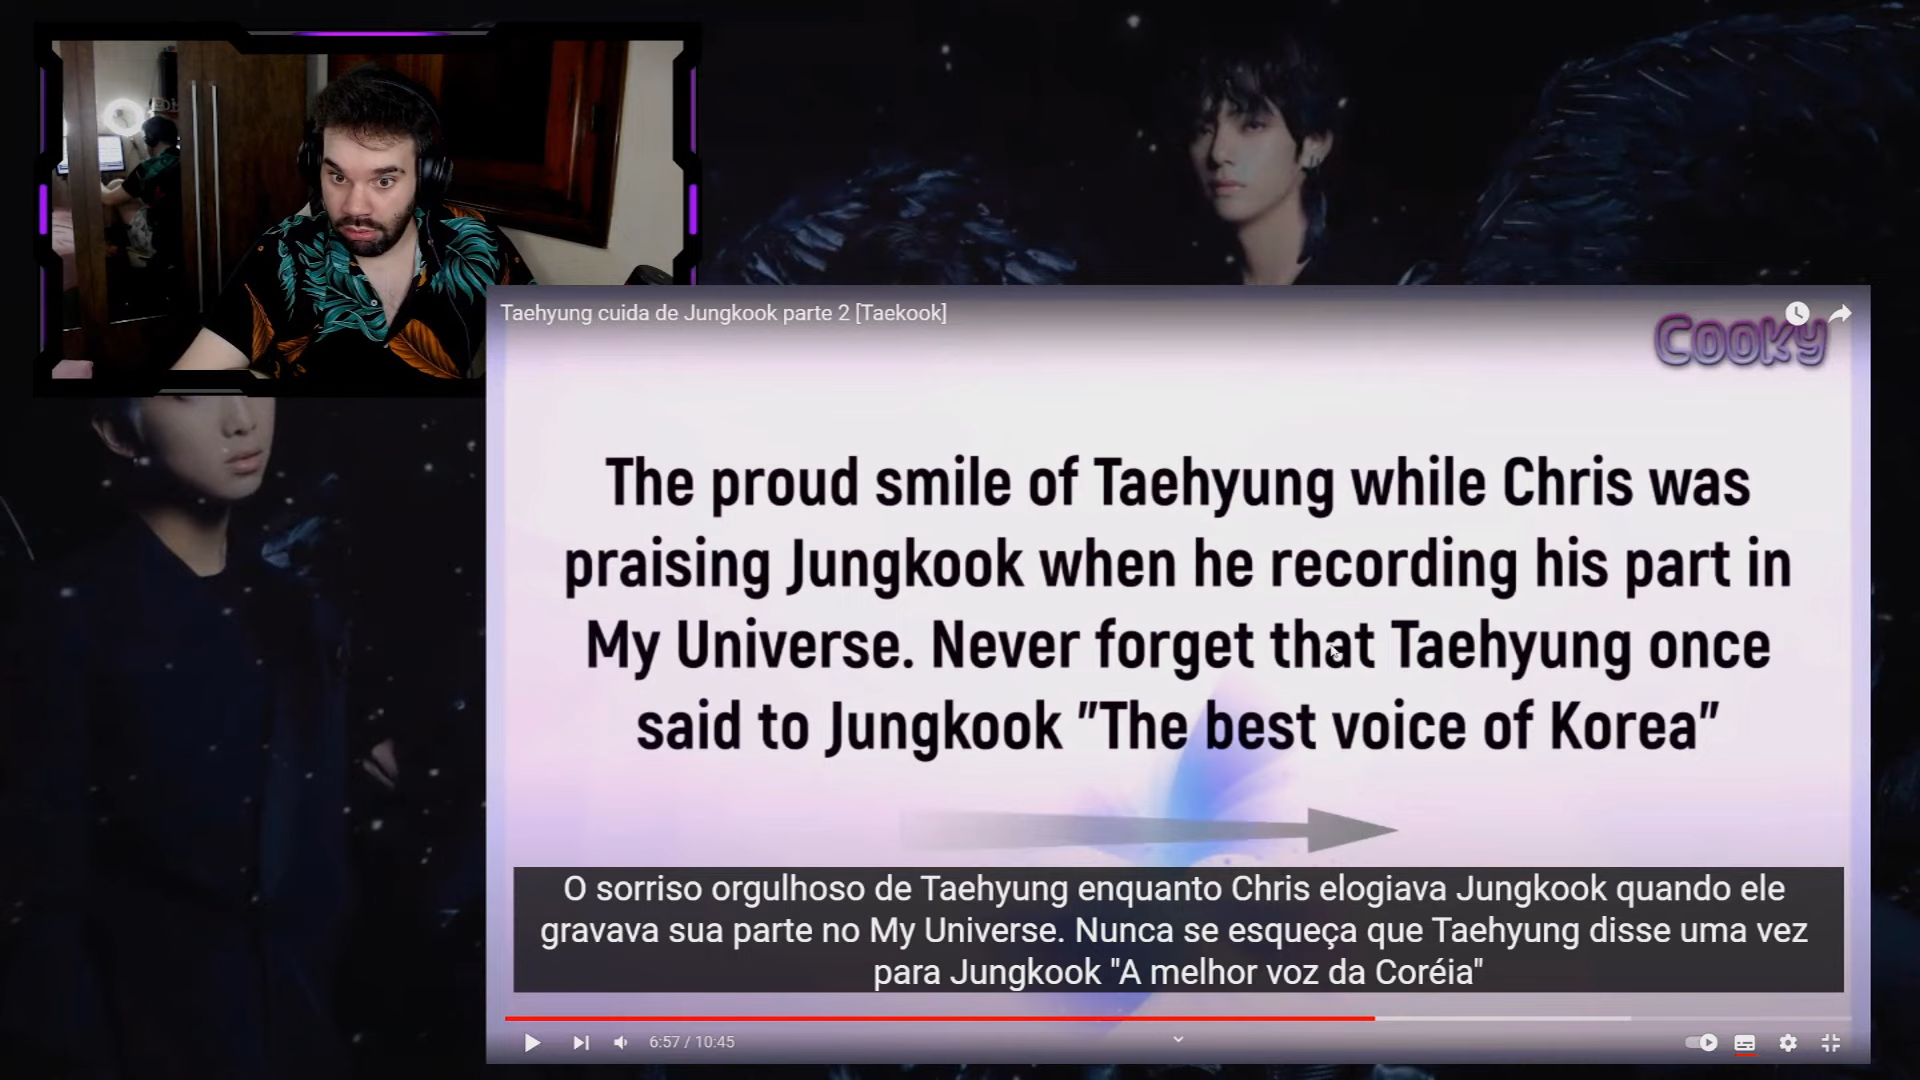 Taehyung cuida de Jungkook parte 2 [Taekook]
Cooky
The proud smile of Taehyung while Chris was
praising Jungkook when he recording his part in
My Universe. Never forget that Taehyung once
said to Jungkook "The best voice of Korea"
O sorriso orgulhoso de Taehyung enquanto Chris elogiava Jungkook quando ele
gravava sua parte no My Universe. Nunca se esqueça que Taehyung disse uma vez
para Jungkook "A melhor voz da Coréia"
6:57 / 10:45